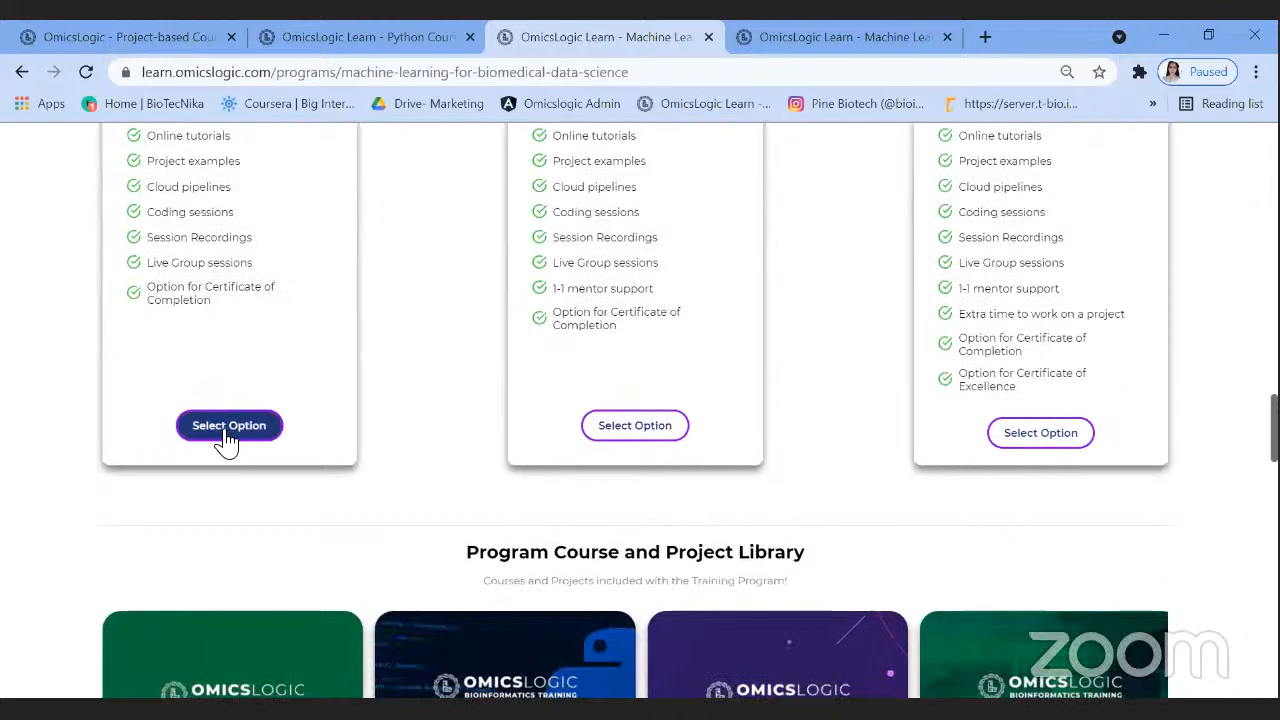 OmicsLogic - Project-based Cou
OmicsLogic Learn - Python Cour
OmicsLogic Learn - Machine Lea
OmicsLogic Learn - Machine Lea
learn.omicslogic.com/programs/machine-learning-for-biomedical-data-science
Paused
Apps
Home | BioTecNika
Coursera | Big Inter...
Drive- Marketing
Omicslogic Admin
OmicsLogic Learn -...
Pine Biotech (@bioi...
https://server.t-bio.i...
»
Reading list
Online tutorials
Project examples
Cloud pipelines
Coding sessions
Session Recordings
Live Group sessions
Option for Certificate of
Completion
Select Option
Online tutorials
Project examples
Cloud pipelines
Coding sessions
Session Recordings
Live Group sessions
1-1 mentor support
Option for Certificate of
Completion
Select Option
Online tutorials
Project examples
Cloud pipelines
Coding sessions
Session Recordings
Live Group sessions
1-1 mentor support
Extra time to work on a project
Option for Certificate of
Completion
Option for Certificate of
Excellence
Select Option
Program Course and Project Library
Courses and Projects included with the Training Program!
OMICSLOGIC
OMICSLOGIC
BIOINFORMATICS TRAINING
OMICSLOGIC
OMICSLOGIC
BIOINFORMATICS TRAINING
zoom